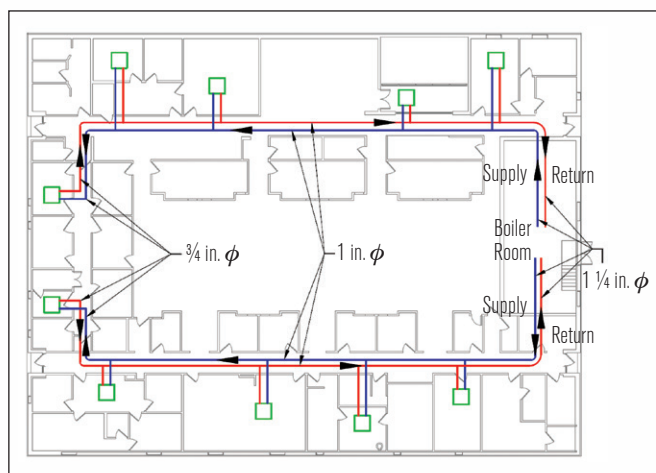 Supply
Return
Boiler
Room
¾ in. ϕ
1 in. ϕ
1 ¼ in. ϕ
Supply
Return